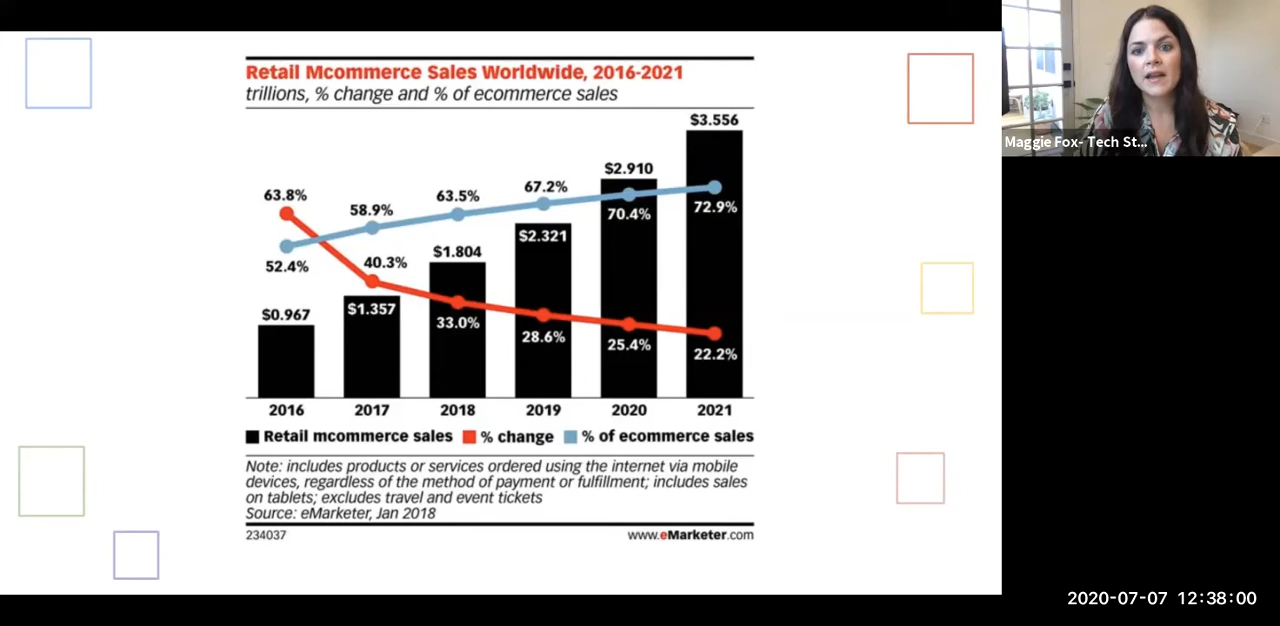 Retail Mcommerce Sales Worldwide, 2016-2021
trillions, % change and % of ecommerce sales
$3.556
$2.910
63.8%
58.9%
63.5%
67.2%
70.4%
72.9%
52.4%
40.3%
$1.804
$2.321
$0.967
$1.357
33.0%
28.6%
25.4%
22.2%
2016 2017 2018 2019 2020 2021
Retail mcommerce sales % change % of ecommerce sales
Note: includes products or services ordered using the internet via mobile
devices, regardless of the method of payment or fulfillment; includes sales
on tablets; excludes travel and event tickets
Source: eMarketer, Jan 2018
234037 www.eMarketer.com
Maggie Fox- Tech St...
2020-07-07 12:38:00